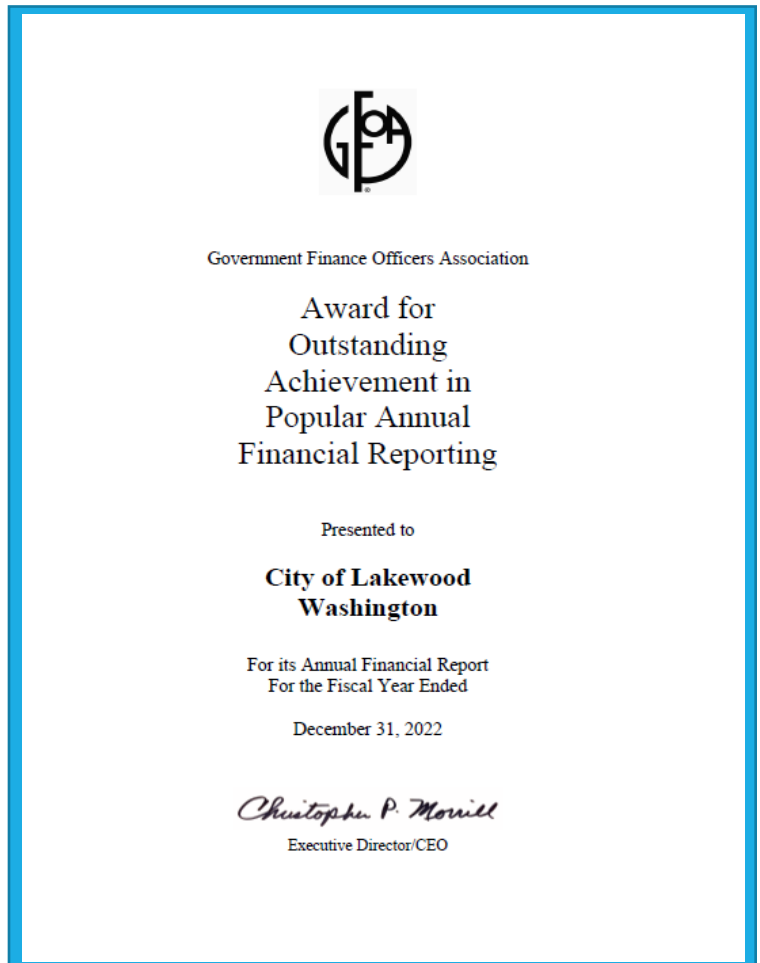 GFOA
®
Government Finance Officers Association
Award for
Outstanding
Achievement in
Popular Annual
Financial Reporting
Presented to
City of Lakewood
Washington
For its Annual Financial Report
For the Fiscal Year Ended
December 31, 2022
Christopher P. Morrill
Executive Director/CEO